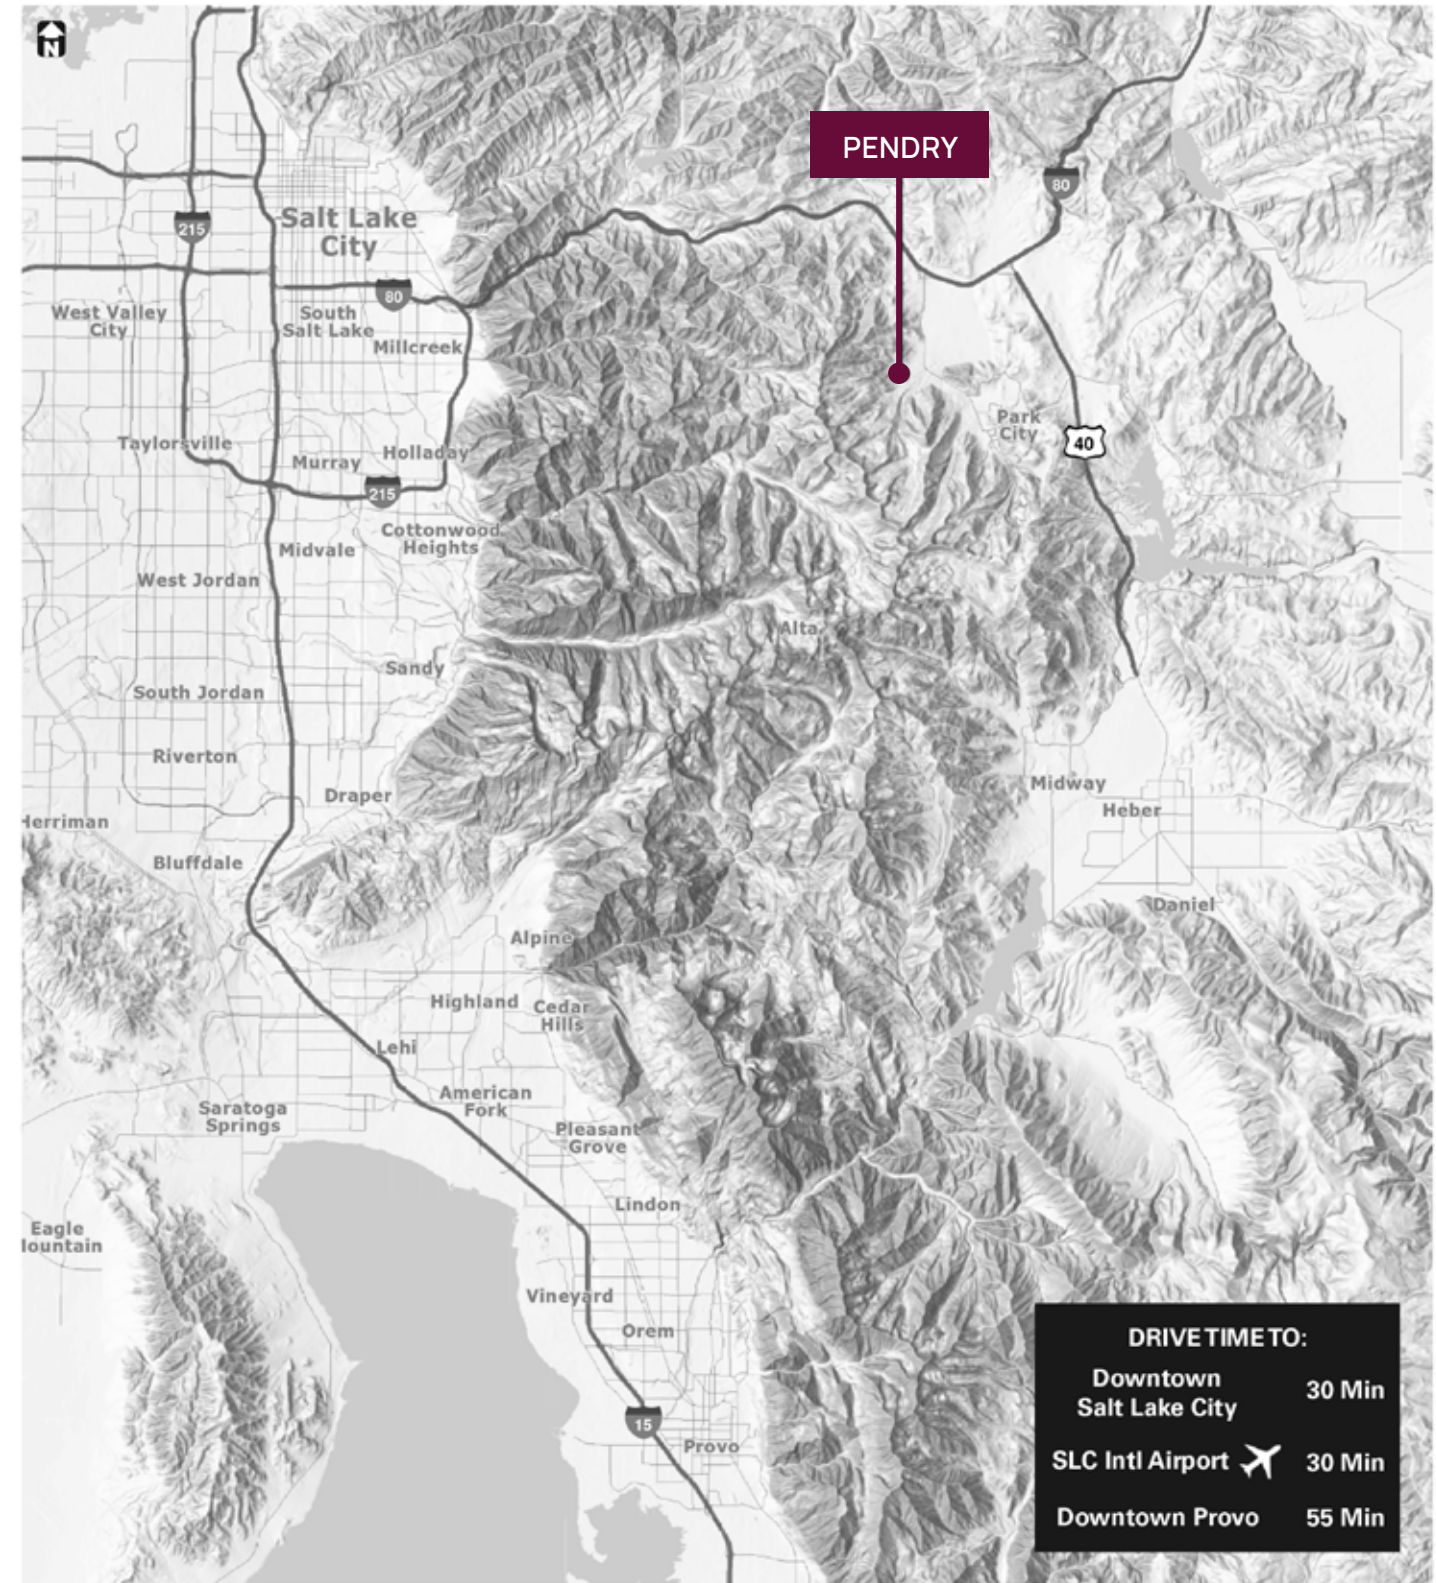 N
PENDRY
80
215
Salt Lake
City
80
West Valley
City
South
Salt Lake
Millcreek
Park
City
40
Taylorsville
Holladay
Murray
215
Cottonwood
Heights
Midvale
West Jordan
Alta
Sandy
South Jordan
Riverton
Midway
Draper
Heber
Herriman
Bluffdale
Daniel
Alpine
Highland
Cedar
Hills
Lehi
American
Fork
Saratoga
Springs
Pleasant
Grove
Lindon
Eagle
Mountain
Vineyard
Orem
15
Provo
DRIVE TIME TO:
Downtown
Salt Lake City
30 Min
SLC Intl Airport
30 Min
Downtown Provo
55 Min